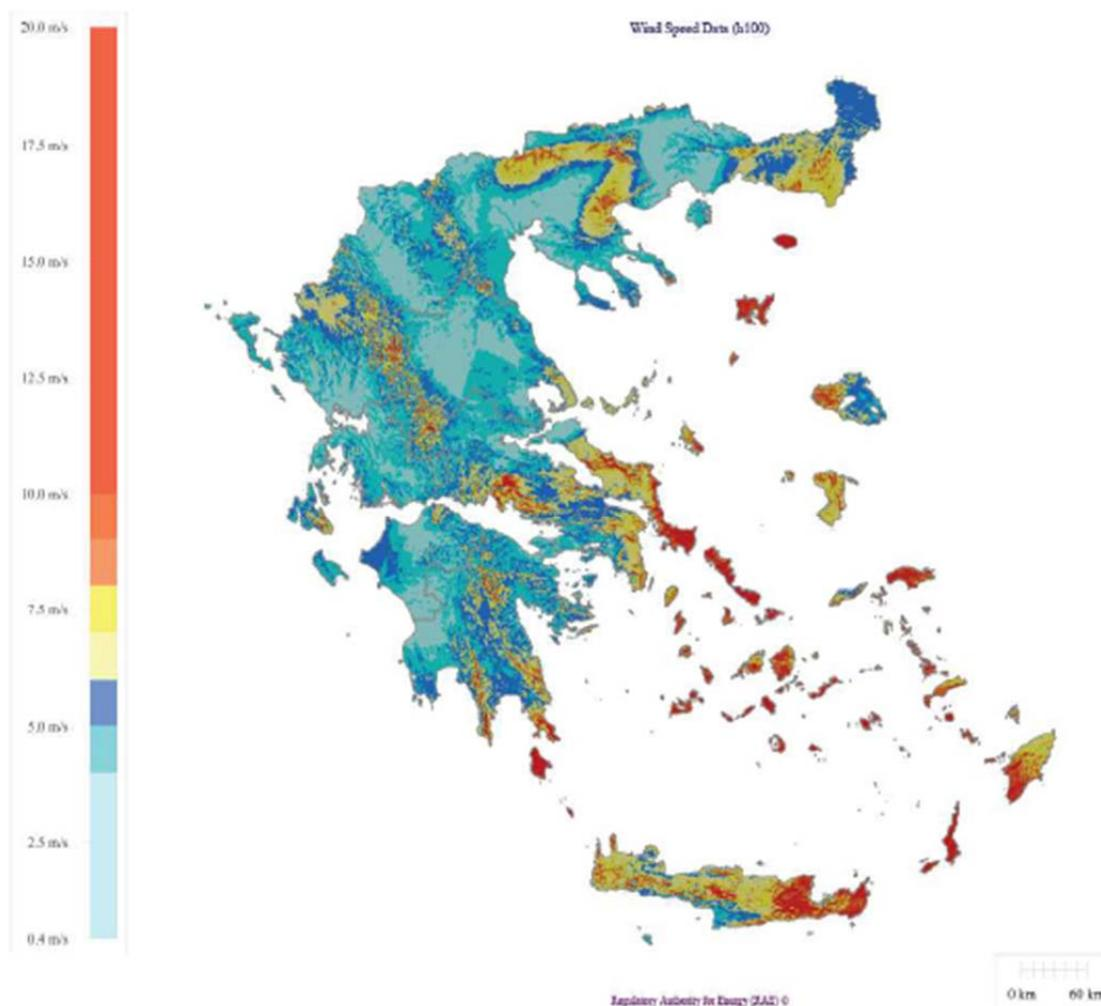 Wind Speed Data (h100)
20.0 m/s
17.5 m/s
15.0 m/s
12.5 m/s
10.0 m/s
7.5 m/s
5.0 m/s
2.5 m/s
0.4 m/s
0 km 60 km
Regulatory Authority for Energy (RAE) ©